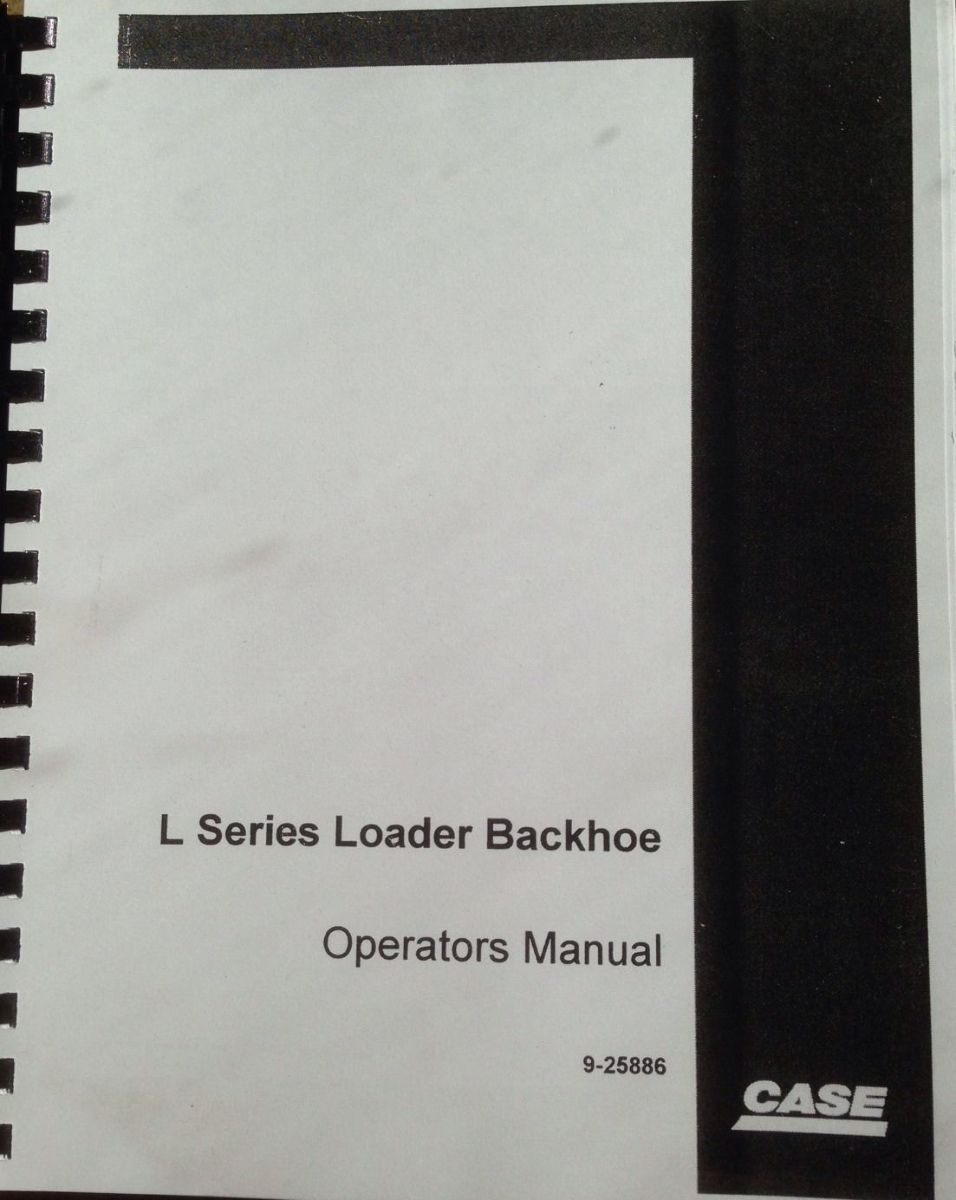 L Series Loader Backhoe
Operators Manual
9-25886
CASE